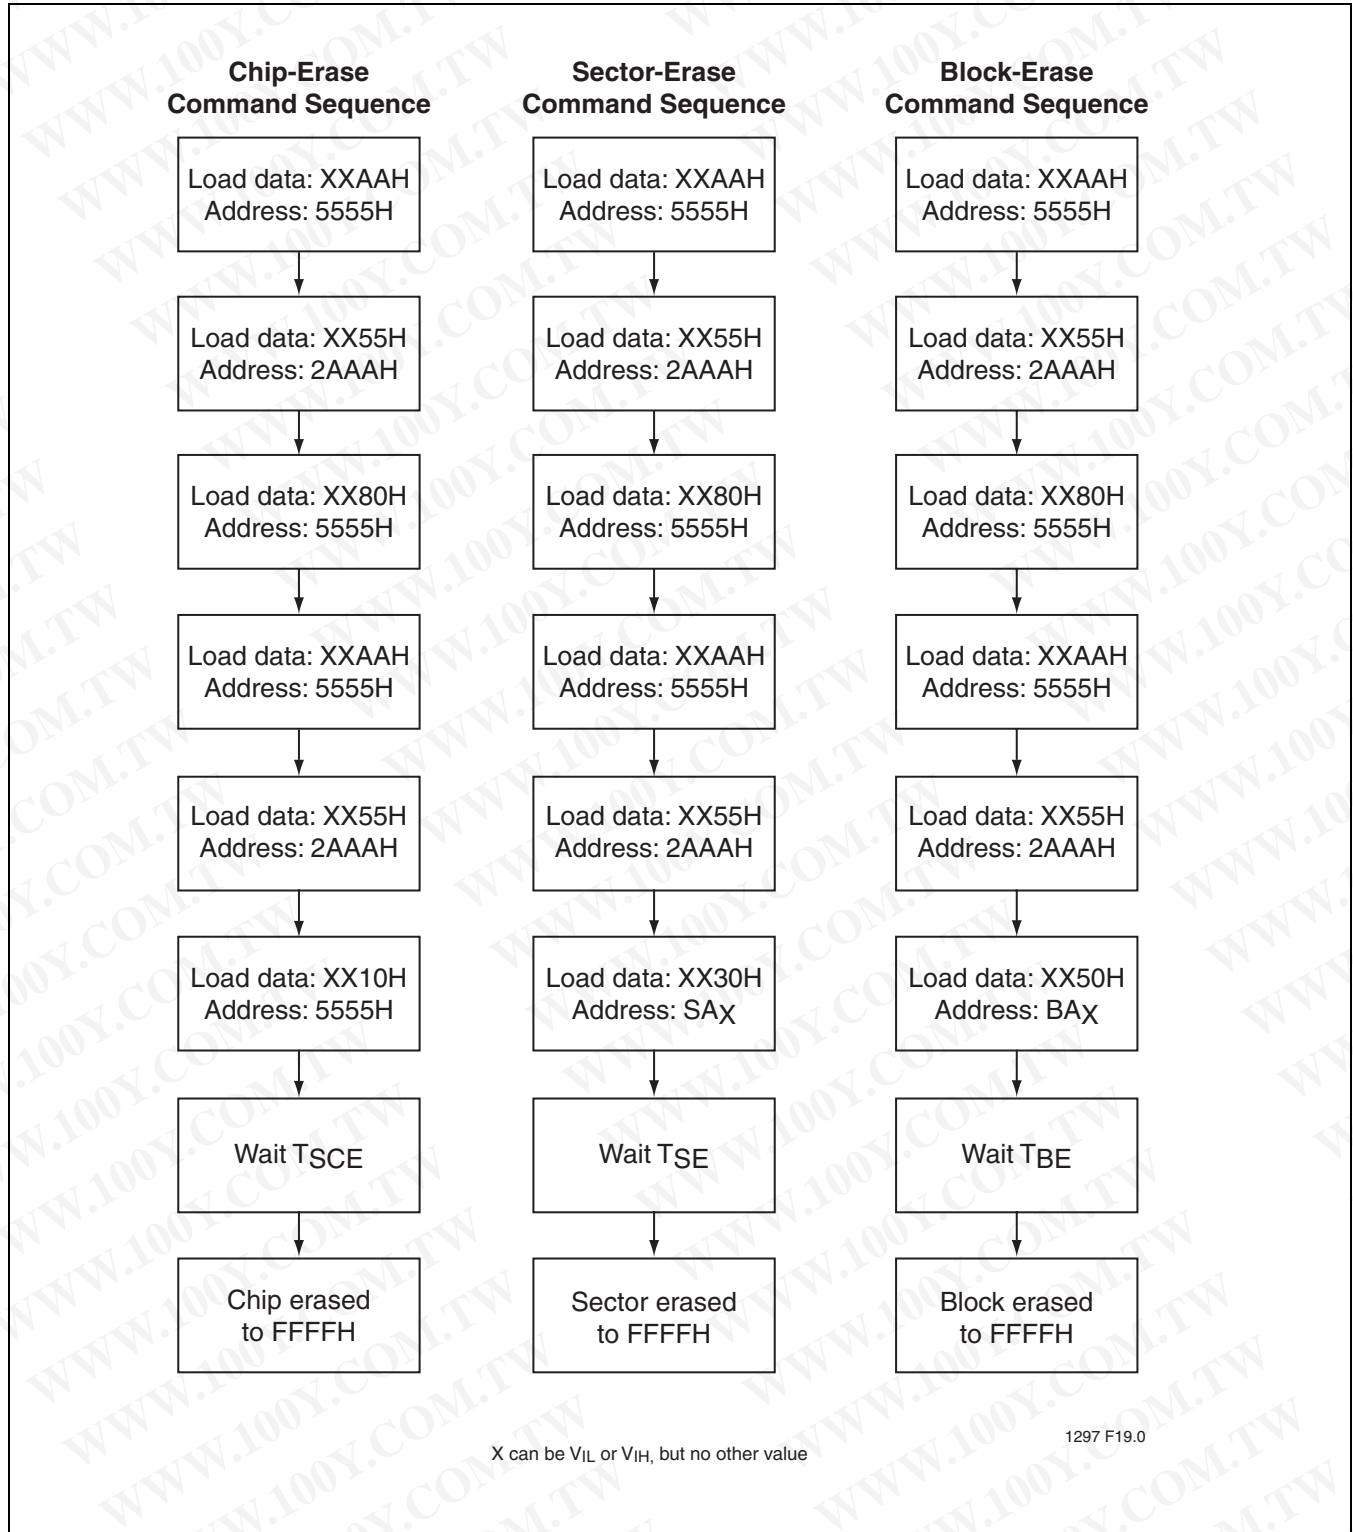 Chip-Erase
Command Sequence
Load data: XXAAH
Address: 5555H
Load data: XX55H
Address: 2AAAH
Load data: XX80H
Address: 5555H
Load data: XXAAH
Address: 5555H
Load data: XX55H
Address: 2AAAH
Load data: XX10H
Address: 5555H
Wait TSCE
Chip erased
to FFFFH
Sector-Erase
Command Sequence
Load data: XXAAH
Address: 5555H
Load data: XX55H
Address: 2AAAH
Load data: XX80H
Address: 5555H
Load data: XXAAH
Address: 5555H
Load data: XX55H
Address: 2AAAH
Load data: XX30H
Address: SAX
Wait TSE
Sector erased
to FFFFH
Block-Erase
Command Sequence
Load data: XXAAH
Address: 5555H
Load data: XX55H
Address: 2AAAH
Load data: XX80H
Address: 5555H
Load data: XXAAH
Address: 5555H
Load data: XX55H
Address: 2AAAH
Load data: XX50H
Address: BAX
Wait TBE
Block erased
to FFFFH
1297 F19.0
X can be VIL or VIH, but no other value
WWW.100Y.COM.TW